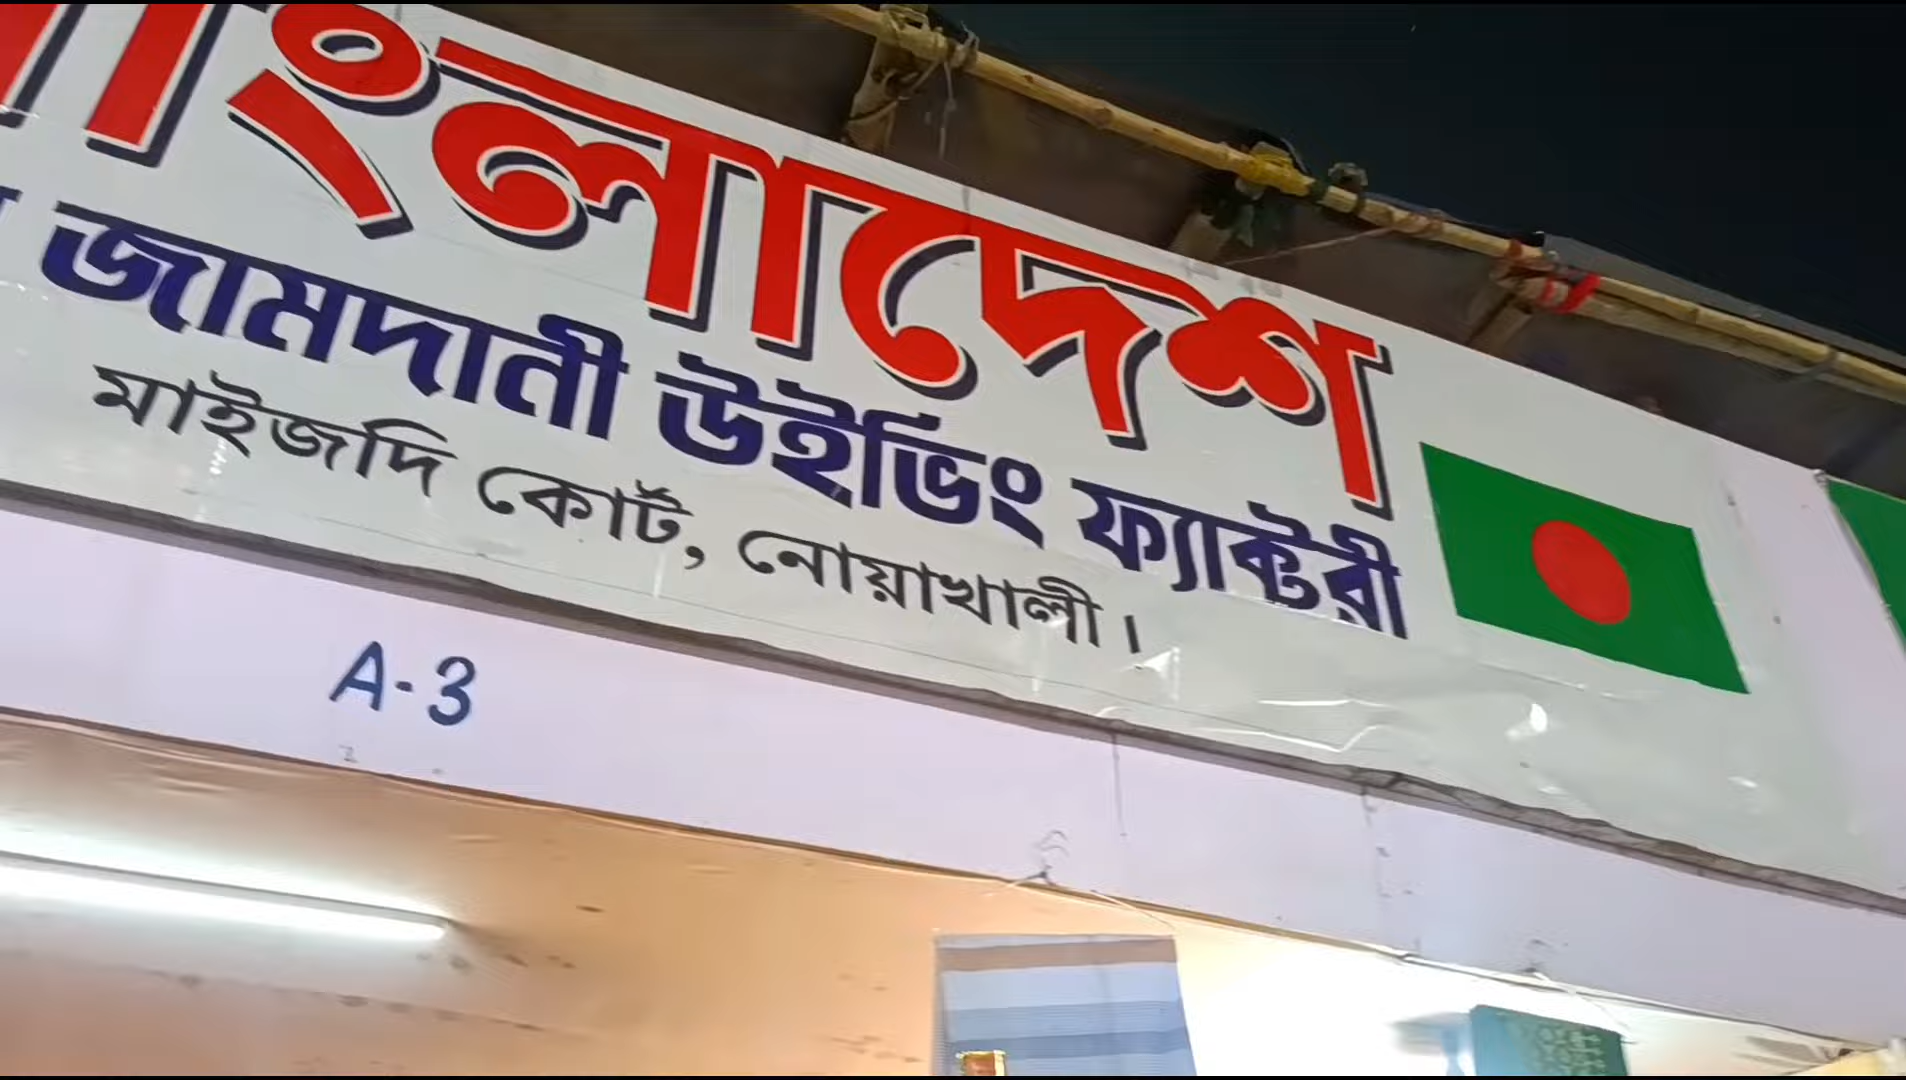 বাংলাদেশ
জামদানী উইভিং ফ্যাক্টরী
মাইজদি কোর্ট, নোয়াখালী।
A-3